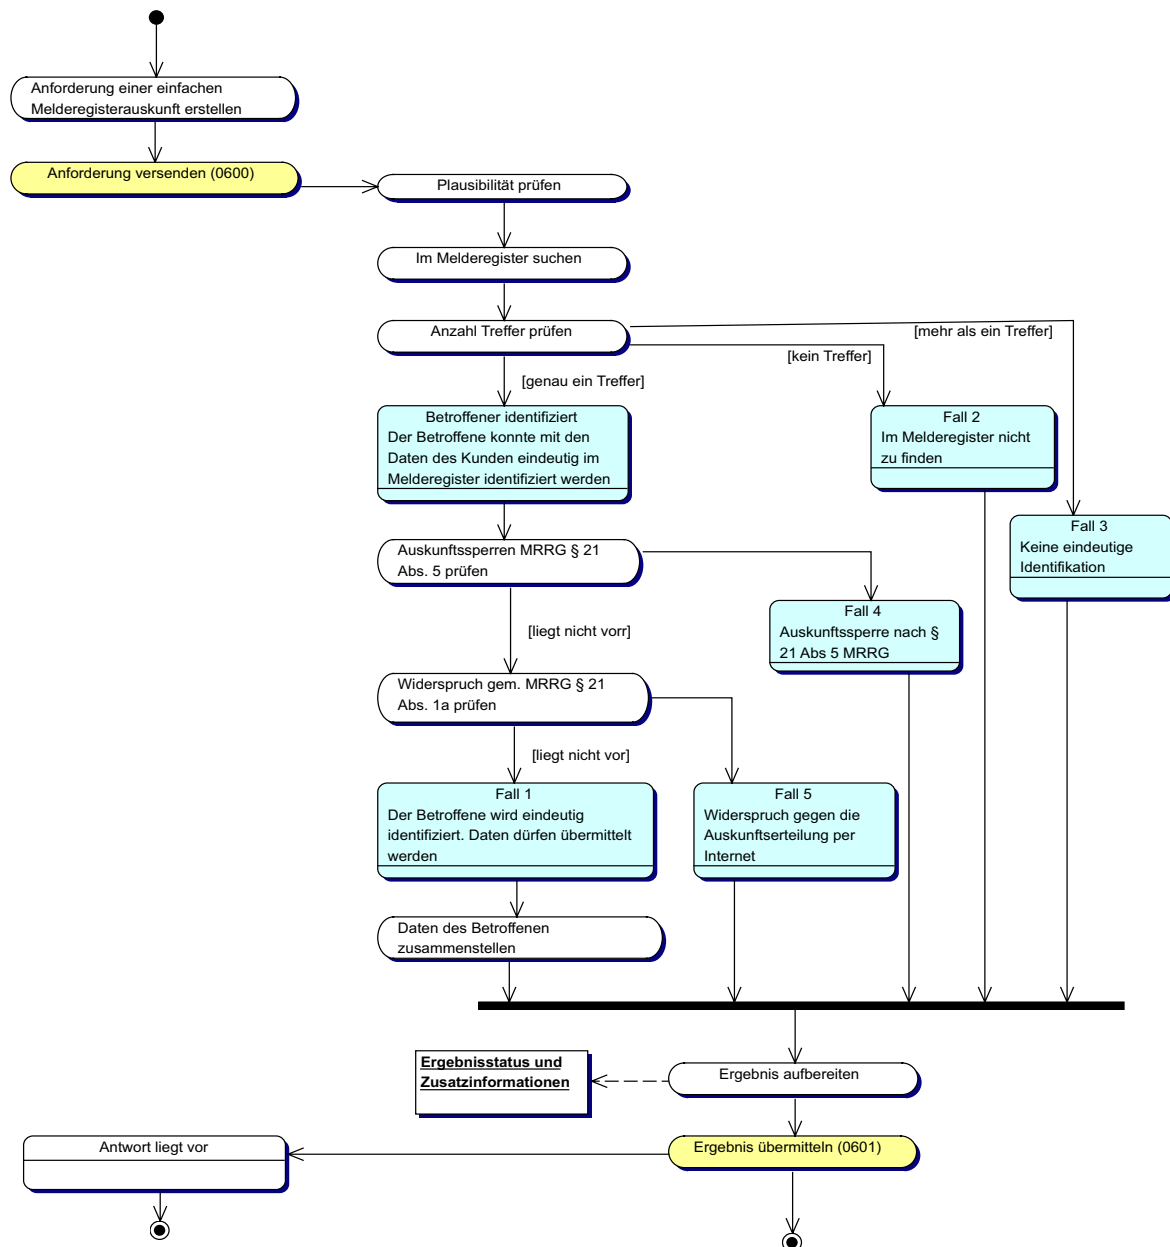 Anforderung einer einfachen
Melderegisterauskunft erstellen
Anforderung versenden (0600)
Plausibilität prüfen
Im Melderegister suchen
Anzahl Treffer prüfen
[mehr als ein Treffer]
[kein Treffer]
[genau ein Treffer]
Betroffener identifiziert
Der Betroffene konnte mit den
Daten des Kunden eindeutig im
Melderegister identifiziert werden
Fall 2
Im Melderegister nicht
zu finden
Fall 3
Keine eindeutige
Identifikation
Auskunftssperren MRRG § 21
Abs. 5 prüfen
Fall 4
Auskunftssperre nach §
21 Abs 5 MRRG
[liegt nicht vorr]
Widerspruch gem. MRRG § 21
Abs. 1a prüfen
[liegt nicht vor]
Fall 1
Der Betroffene wird eindeutig
identifiziert. Daten dürfen übermittelt
werden
Fall 5
Widerspruch gegen die
Auskunftserteilung per
Internet
Daten des Betroffenen
zusammenstellen
Ergebnisstatus und
Zusatzinformationen
Ergebnis aufbereiten
Antwort liegt vor
Ergebnis übermitteln (0601)